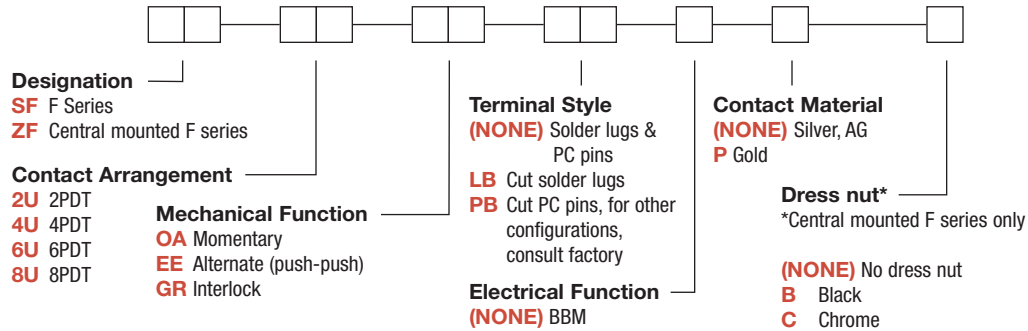 Designation
SF F Series
ZF Central mounted F series
Contact Arrangement
2U 2PDT
4U 4PDT
6U 6PDT
8U 8PDT
Mechanical Function
OA Momentary
EE Alternate (push-push)
GR Interlock
Terminal Style
(NONE) Solder lugs &
PC pins
LB Cut solder lugs
PB Cut PC pins, for other
configurations,
consult factory
Electrical Function
(NONE) BBM
Contact Material
(NONE) Silver, AG
P Gold
Dress nut*
*Central mounted F series only
(NONE) No dress nut
B Black
C Chrome